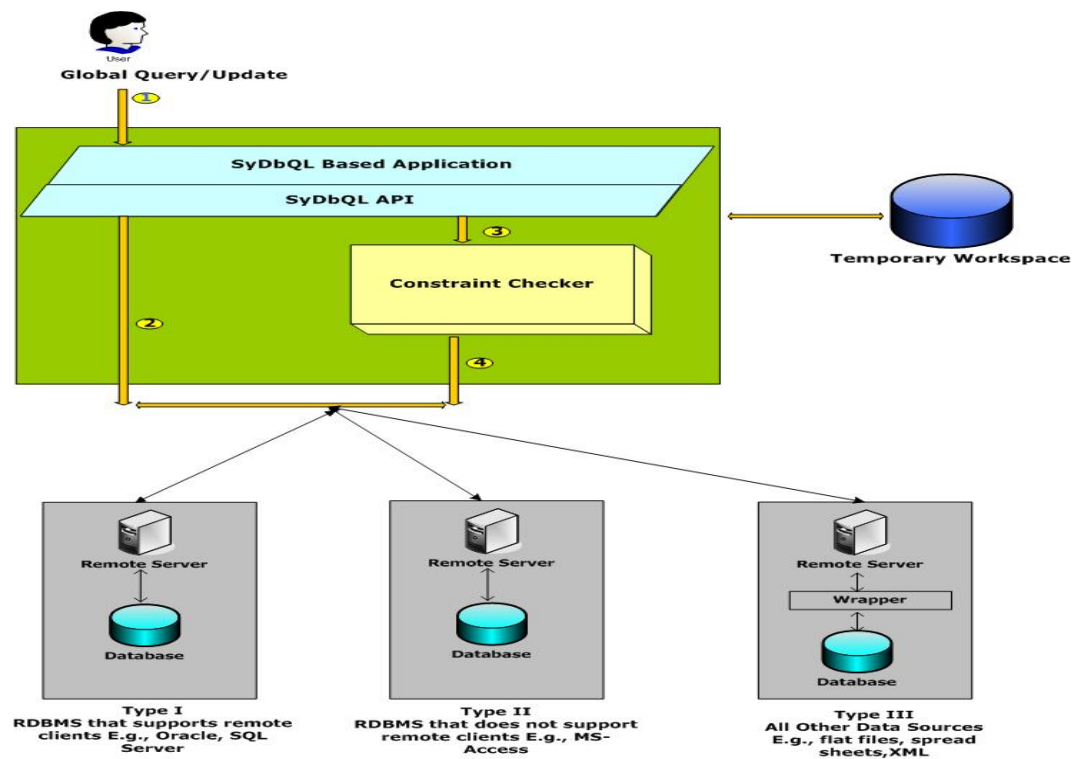 User
Global Query/Update
1
SyDbQL Based Application
SyDbQL API
3
Constraint Checker
Temporary Workspace
2
4
Remote Server
Database
Type I
RDBMS that supports remote
clients E.g., Oracle, SQL
Server
Remote Server
Database
Type II
RDBMS that does not support
remote clients E.g., MS-
Access
Remote Server
Wrapper
Database
Type III
All Other Data Sources
E.g., flat files, spread
sheets,XML